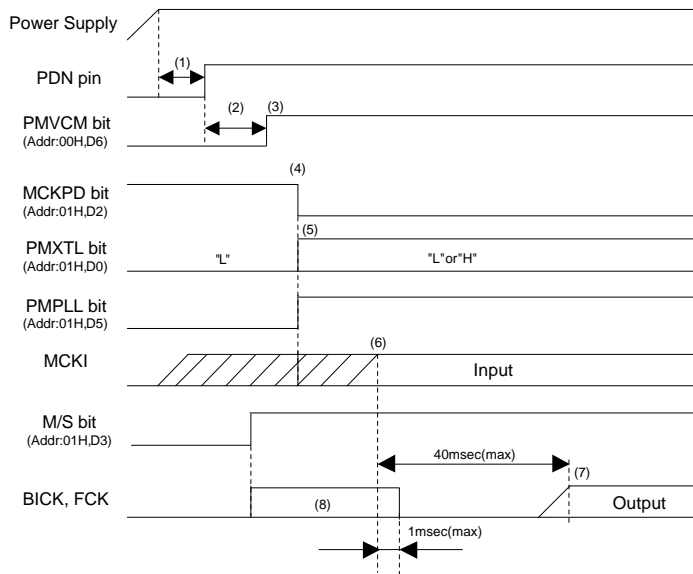 Power Supply
(1)
PDN pin
(2)
(3)
PMVCM bit
(Addr:00H,D6)
(4)
MCKPD bit
(Addr:01H,D2)
(5)
PMXTL bit
(Addr:01H,D0)
"L"
"L"or"H"
PMPLL bit
(Addr:01H,D5)
(6)
MCKI
Input
M/S bit
(Addr:01H,D3)
40msec(max)
(7)
BICK, FCK
(8)
Output
1msec(max)